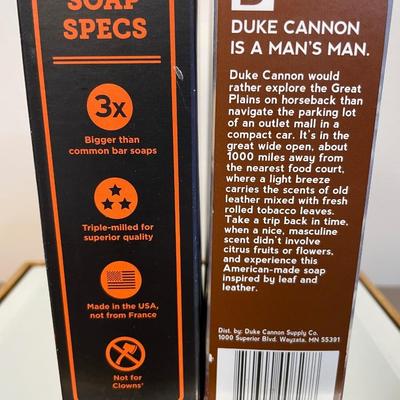 SOAP
SPECS
3x
Bigger than
common bar soaps
Triple-milled for
superior quality
Made in the USA,
not from France
Not for
Clowns
DUKE CANNON
IS A MAN'S MAN.
Duke Cannon would
rather explore the Great
Plains on horseback than
navigate the parking lot
of an outlet mall in a
compact car. It's in the
great wide open, about
1000 miles away from
the nearest food court,
where a light breeze
carries the scents of old
leather mixed with fresh
rolled tobacco leaves.
Take a trip back in time,
when a nice, masculine
scent didn't involve
citrus fruits or flowers,
and experience this
American-made soap
inspired by leaf and
leather.
Dist. by: Duke Cannon Supply Co.
1000 Superior Blvd. Wayzata, MN 55391